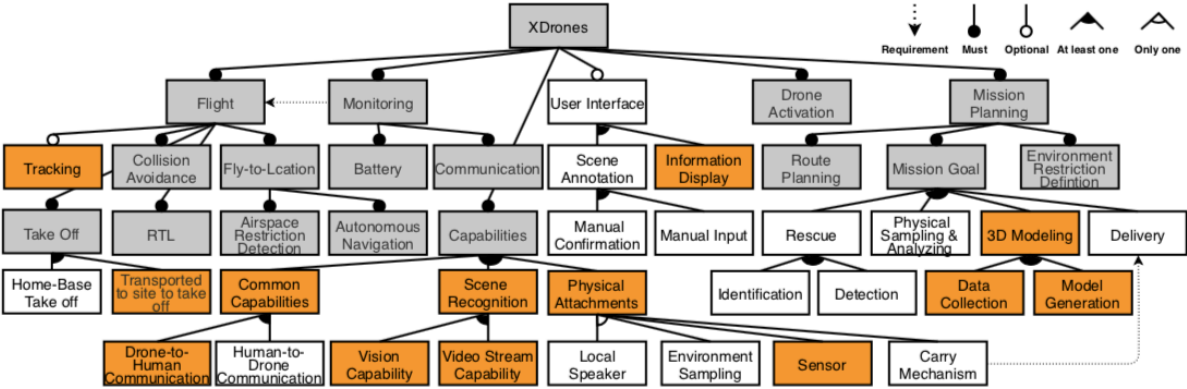 XDrones
Requirement
Must
Optional
At least one
Only one
Flight
Monitoring
User Interface
Drone
Activation
Mission
Planning
Tracking
Collision
Avoidance
Fly-to-Lcation
Battery
Communication
Scene
Annotation
Information
Display
Route
Planning
Mission Goal
Environment
Restriction
Defintion
Take Off
RTL
Airspace
Restriction
Detection
Autonomous
Navigation
Capabilities
Manual
Confirmation
Manual Input
Rescue
Physical
Sampling &
Analyzing
3D Modeling
Delivery
Home-Base
Take off
Transported
to site to take
off
Common
Capabilities
Scene
Recognition
Physical
Attachments
Identification
Detection
Data
Collection
Model
Generation
Drone-to-
Human
Communication
Human-to-
Drone
Communication
Vision
Capability
Video Stream
Capability
Local
Speaker
Environment
Sampling
Sensor
Carry
Mechanism